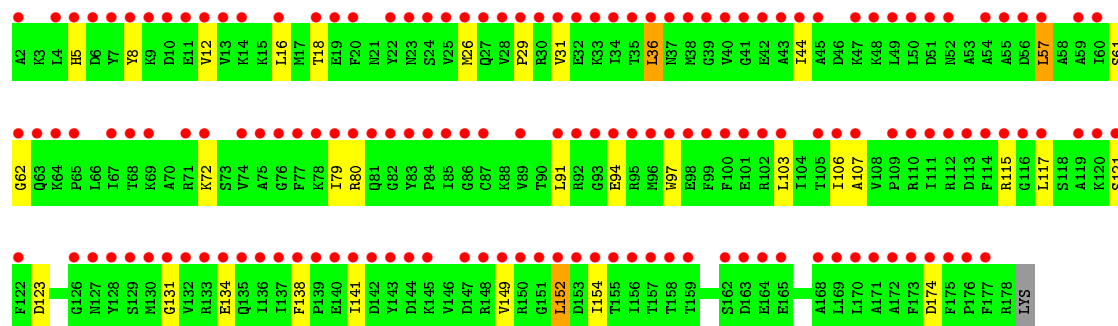 A2 K3 L4 H5 D6 Y7 Y8 K9 D10 E11 V12 V13 K14 K15 L16 M17 T18 E19 F20 N21 Y22 N23 S24 V25 M26 Q27 V28 P29 R30 V31 E32 K33 I34 T35 L36 N37 M38 G39 V40 G41 E42 A43 I44 A45 D46 K47 K48 L49 L50 D51 N52 A53 A54 A55 D56 L57 A58 A59 I60 S61
G62 Q63 K64 P65 L66 I67 T68 K69 A70 R71 K72 S73 V74 A75 G76 F77 K78 I79 R80 Q81 G82 Y83 P84 I85 G86 C87 K88 V89 T90 L91 R92 G93 E94 R95 M96 W97 E98 F99 F100 E101 R102 L103 I104 T105 I106 A107 V108 P109 R110 I111 R112 D113 F114 R115 G116 L117 S118 A119 K120 S121
F122 D123 G126 N127 Y128 S129 M130 G131 V132 R133 E134 Q135 I136 I137 F138 P139 E140 I141 D142 Y143 D144 K145 V146 D147 R148 V149 R150 G151 L152 D153 I154 T155 I156 T157 T158 T159 S162 D163 E164 E165 A168 L169 L170 A171 A172 F173 D174 F175 P176 F177 R178 LYS